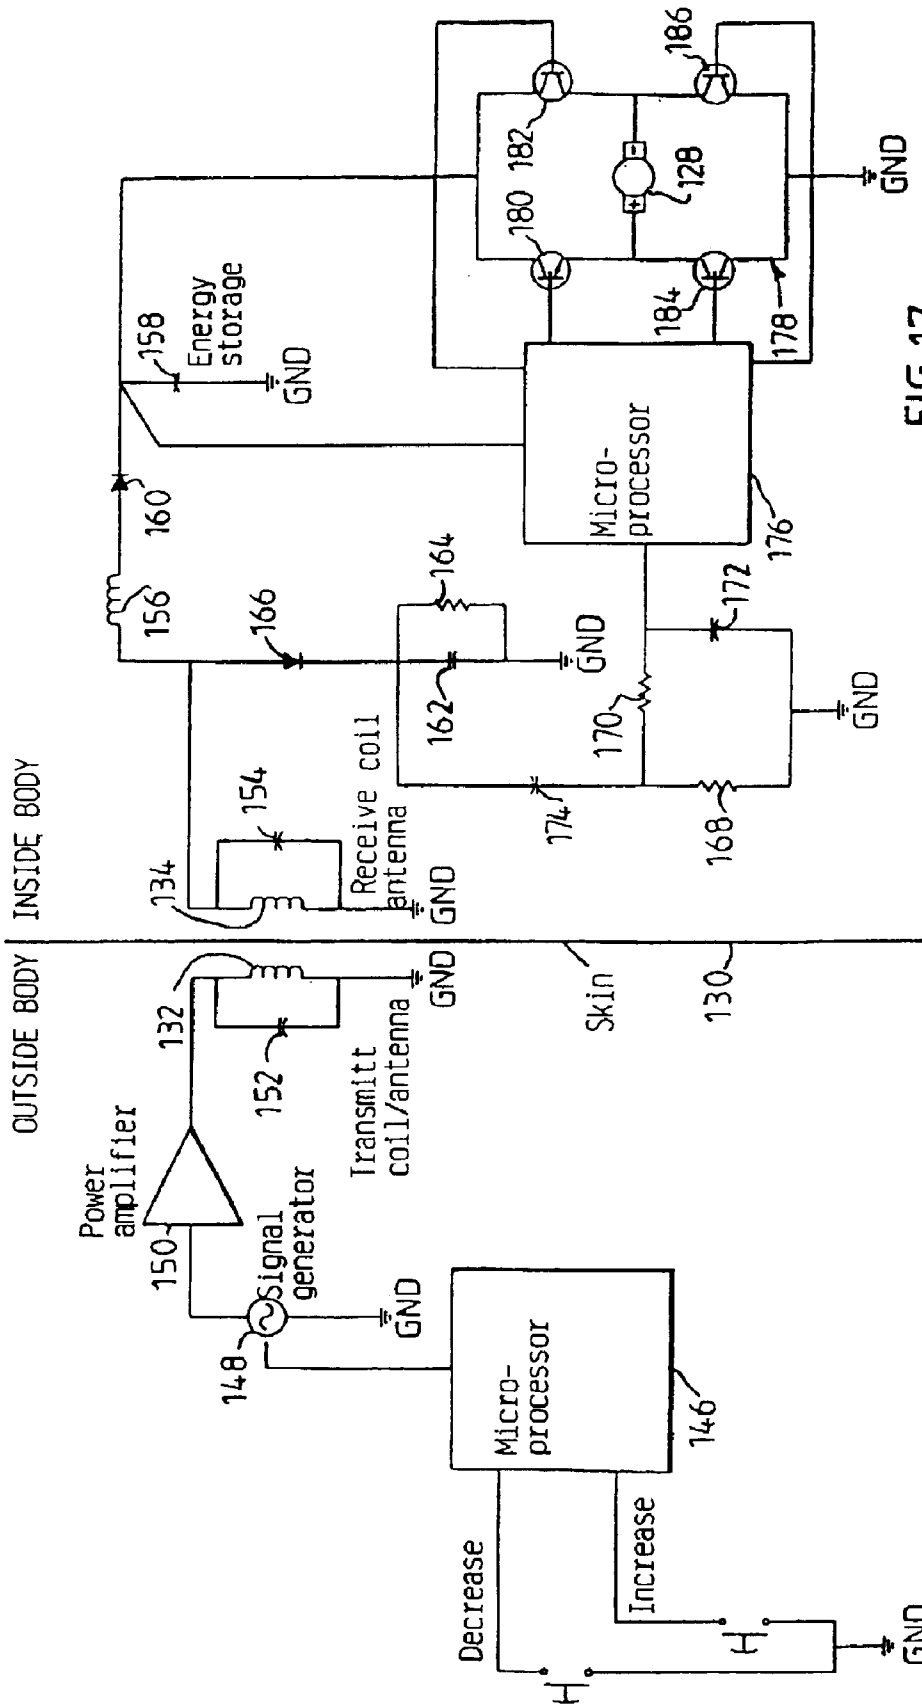 OUTSIDE BODY
INSIDE BODY
Power
amplifier
150
148
Signal
generator
GND
132
152
Transmitt
coil/antenna
GND
134
154
Receive coil
antenna
GND
Skin
130
Decrease
Increase
GND
Micro-
processor
146
156
160
158
Energy
storage
GND
166
164
162
GND
174
170
172
168
GND
Micro-
processor
176
180
182
184
186
128
178
GND
FIG. 17